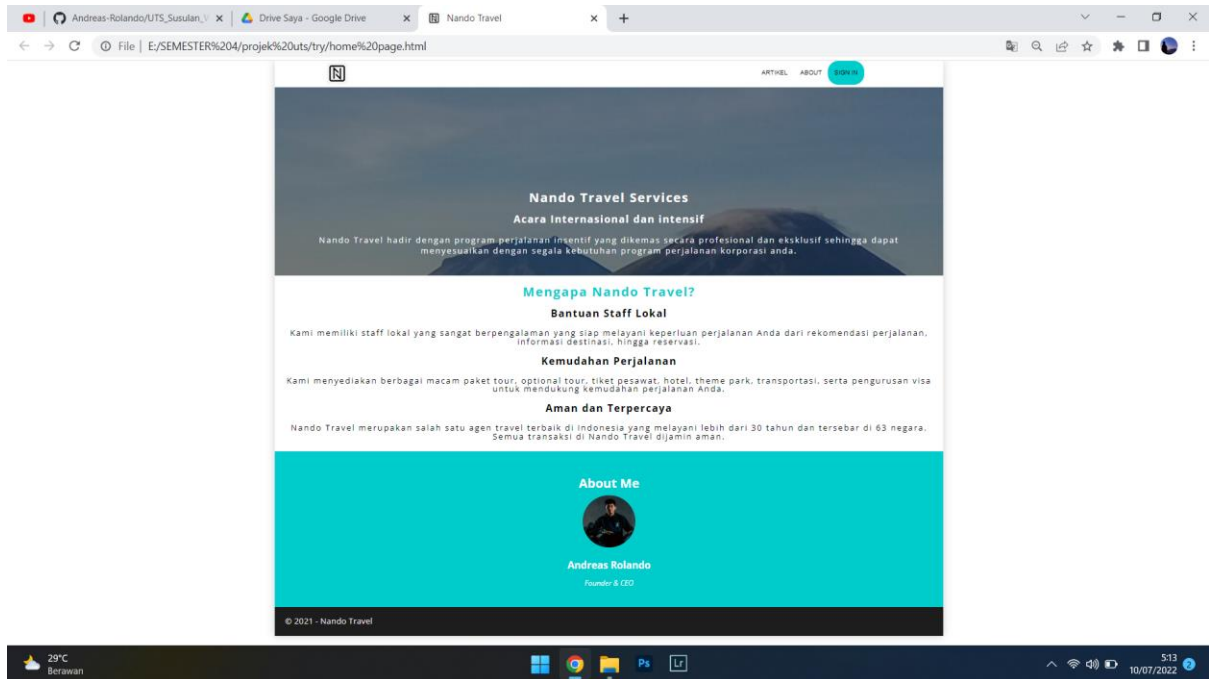 Andreas-Rolando/UTS_Susulan_
Drive Saya - Google Drive
Nando Travel
File | E:/SEMESTER%204/projek%20uts/try/home%20page.html
N
ARTIKEL ABOUT SIGN IN
Nando Travel Services
Acara Internasional dan intensif
Nando Travel hadir dengan program perjalanan insentif yang dikemas secara profesional dan eksklusif sehingga dapat
menyesuaikan dengan segala kebutuhan program perjalanan korporasi anda.
Mengapa Nando Travel?
Bantuan Staff Lokal
Kami memiliki staff lokal yang sangat berpengalaman yang siap melayani keperluan perjalanan Anda dari rekomendasi perjalanan,
informasi destinasi, hingga reservasi.
Kemudahan Perjalanan
Kami menyediakan berbagai macam paket tour, optional tour, tiket pesawat, hotel, theme park, transportasi, serta pengurusan visa
untuk mendukung kemudahan perjalanan Anda.
Aman dan Terpercaya
Nando Travel merupakan salah satu agen travel terbaik di Indonesia yang melayani lebih dari 30 tahun dan tersebar di 63 negara.
Semua transaksi di Nando Travel dijamin aman.
About Me
Andreas Rolando
Founder & CEO
© 2021 - Nando Travel
29°C
Berawan
Ps
Lr
5:13
10/07/2022
2